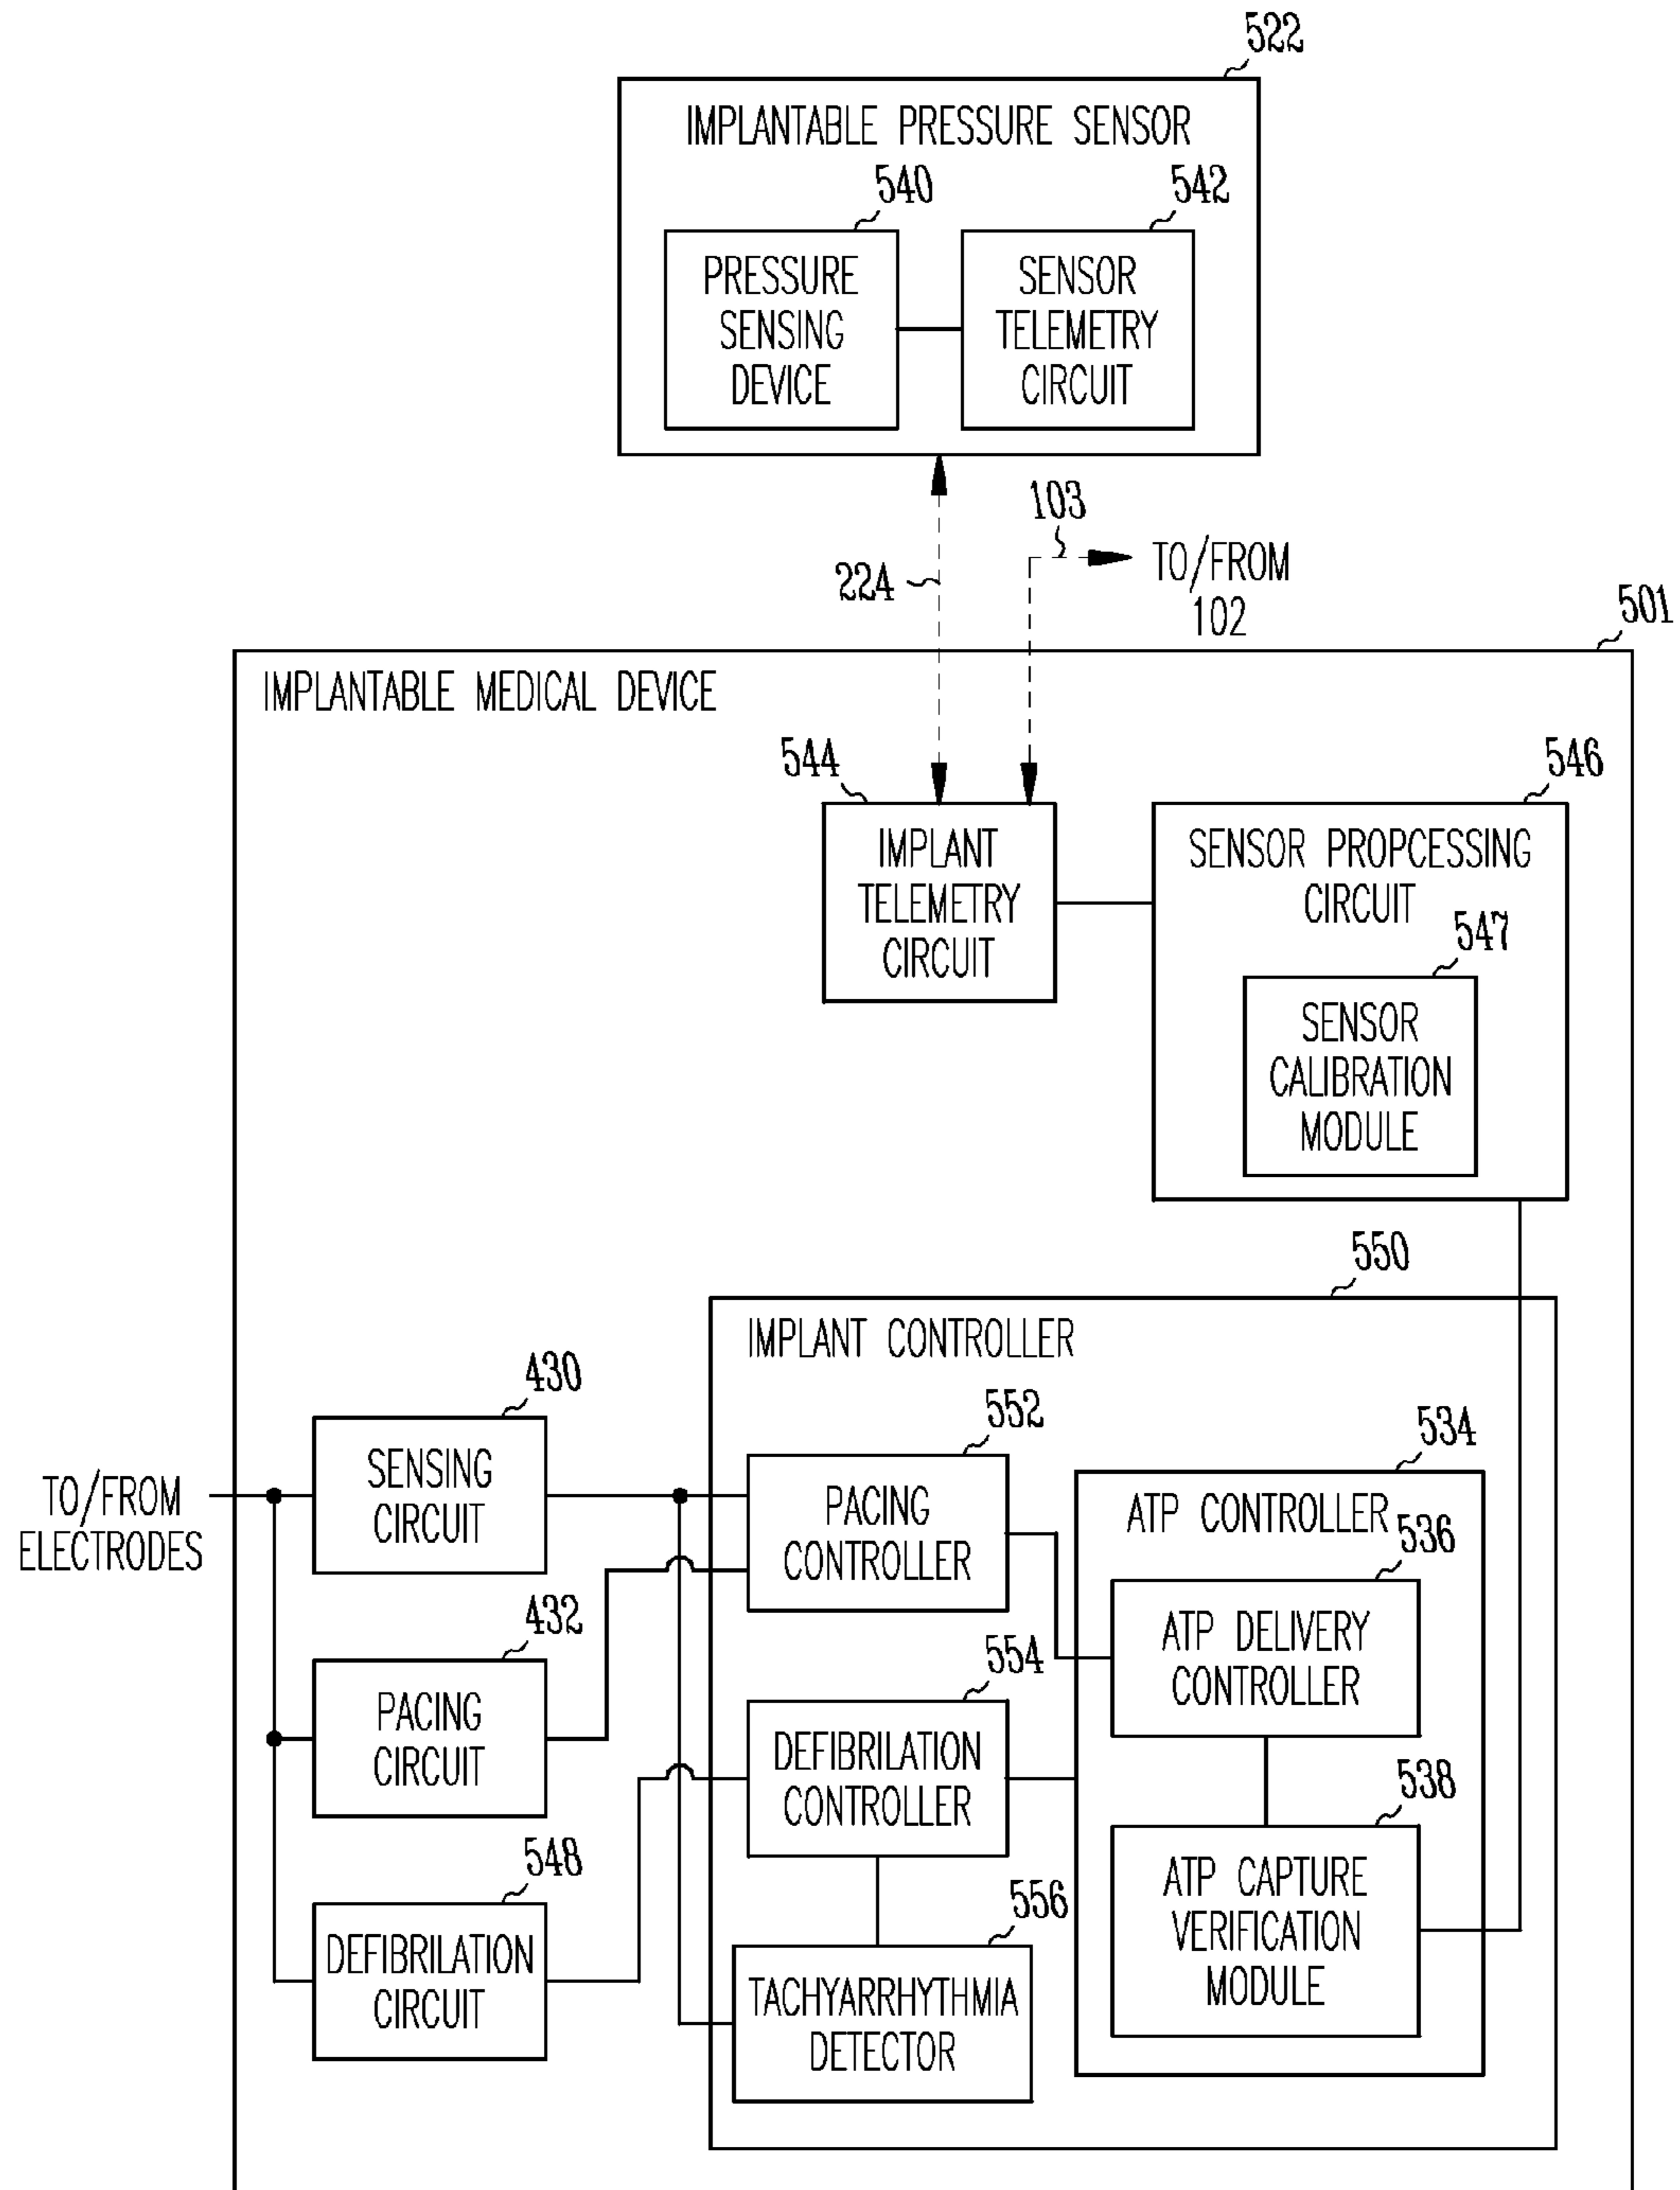 522
IMPLANTABLE PRESSURE SENSOR
540
542
PRESSURE
SENSING
DEVICE
SENSOR
TELEMETRY
CIRCUIT
103
224
TO/FROM
102
501
IMPLANTABLE MEDICAL DEVICE
544
546
IMPLANT
TELEMETRY
CIRCUIT
SENSOR PROPCESSING
CIRCUIT
547
SENSOR
CALIBRATION
MODULE
550
IMPLANT CONTROLLER
430
552
534
SENSING
CIRCUIT
TO/FROM
ELECTRODES
PACING
CONTROLLER
ATP CONTROLLER
536
432
554
ATP DELIVERY
CONTROLLER
PACING
CIRCUIT
DEFIBRILATION
CONTROLLER
538
548
556
ATP CAPTURE
VERIFICATION
MODULE
DEFIBRILATION
CIRCUIT
TACHYARRHYTHMIA
DETECTOR